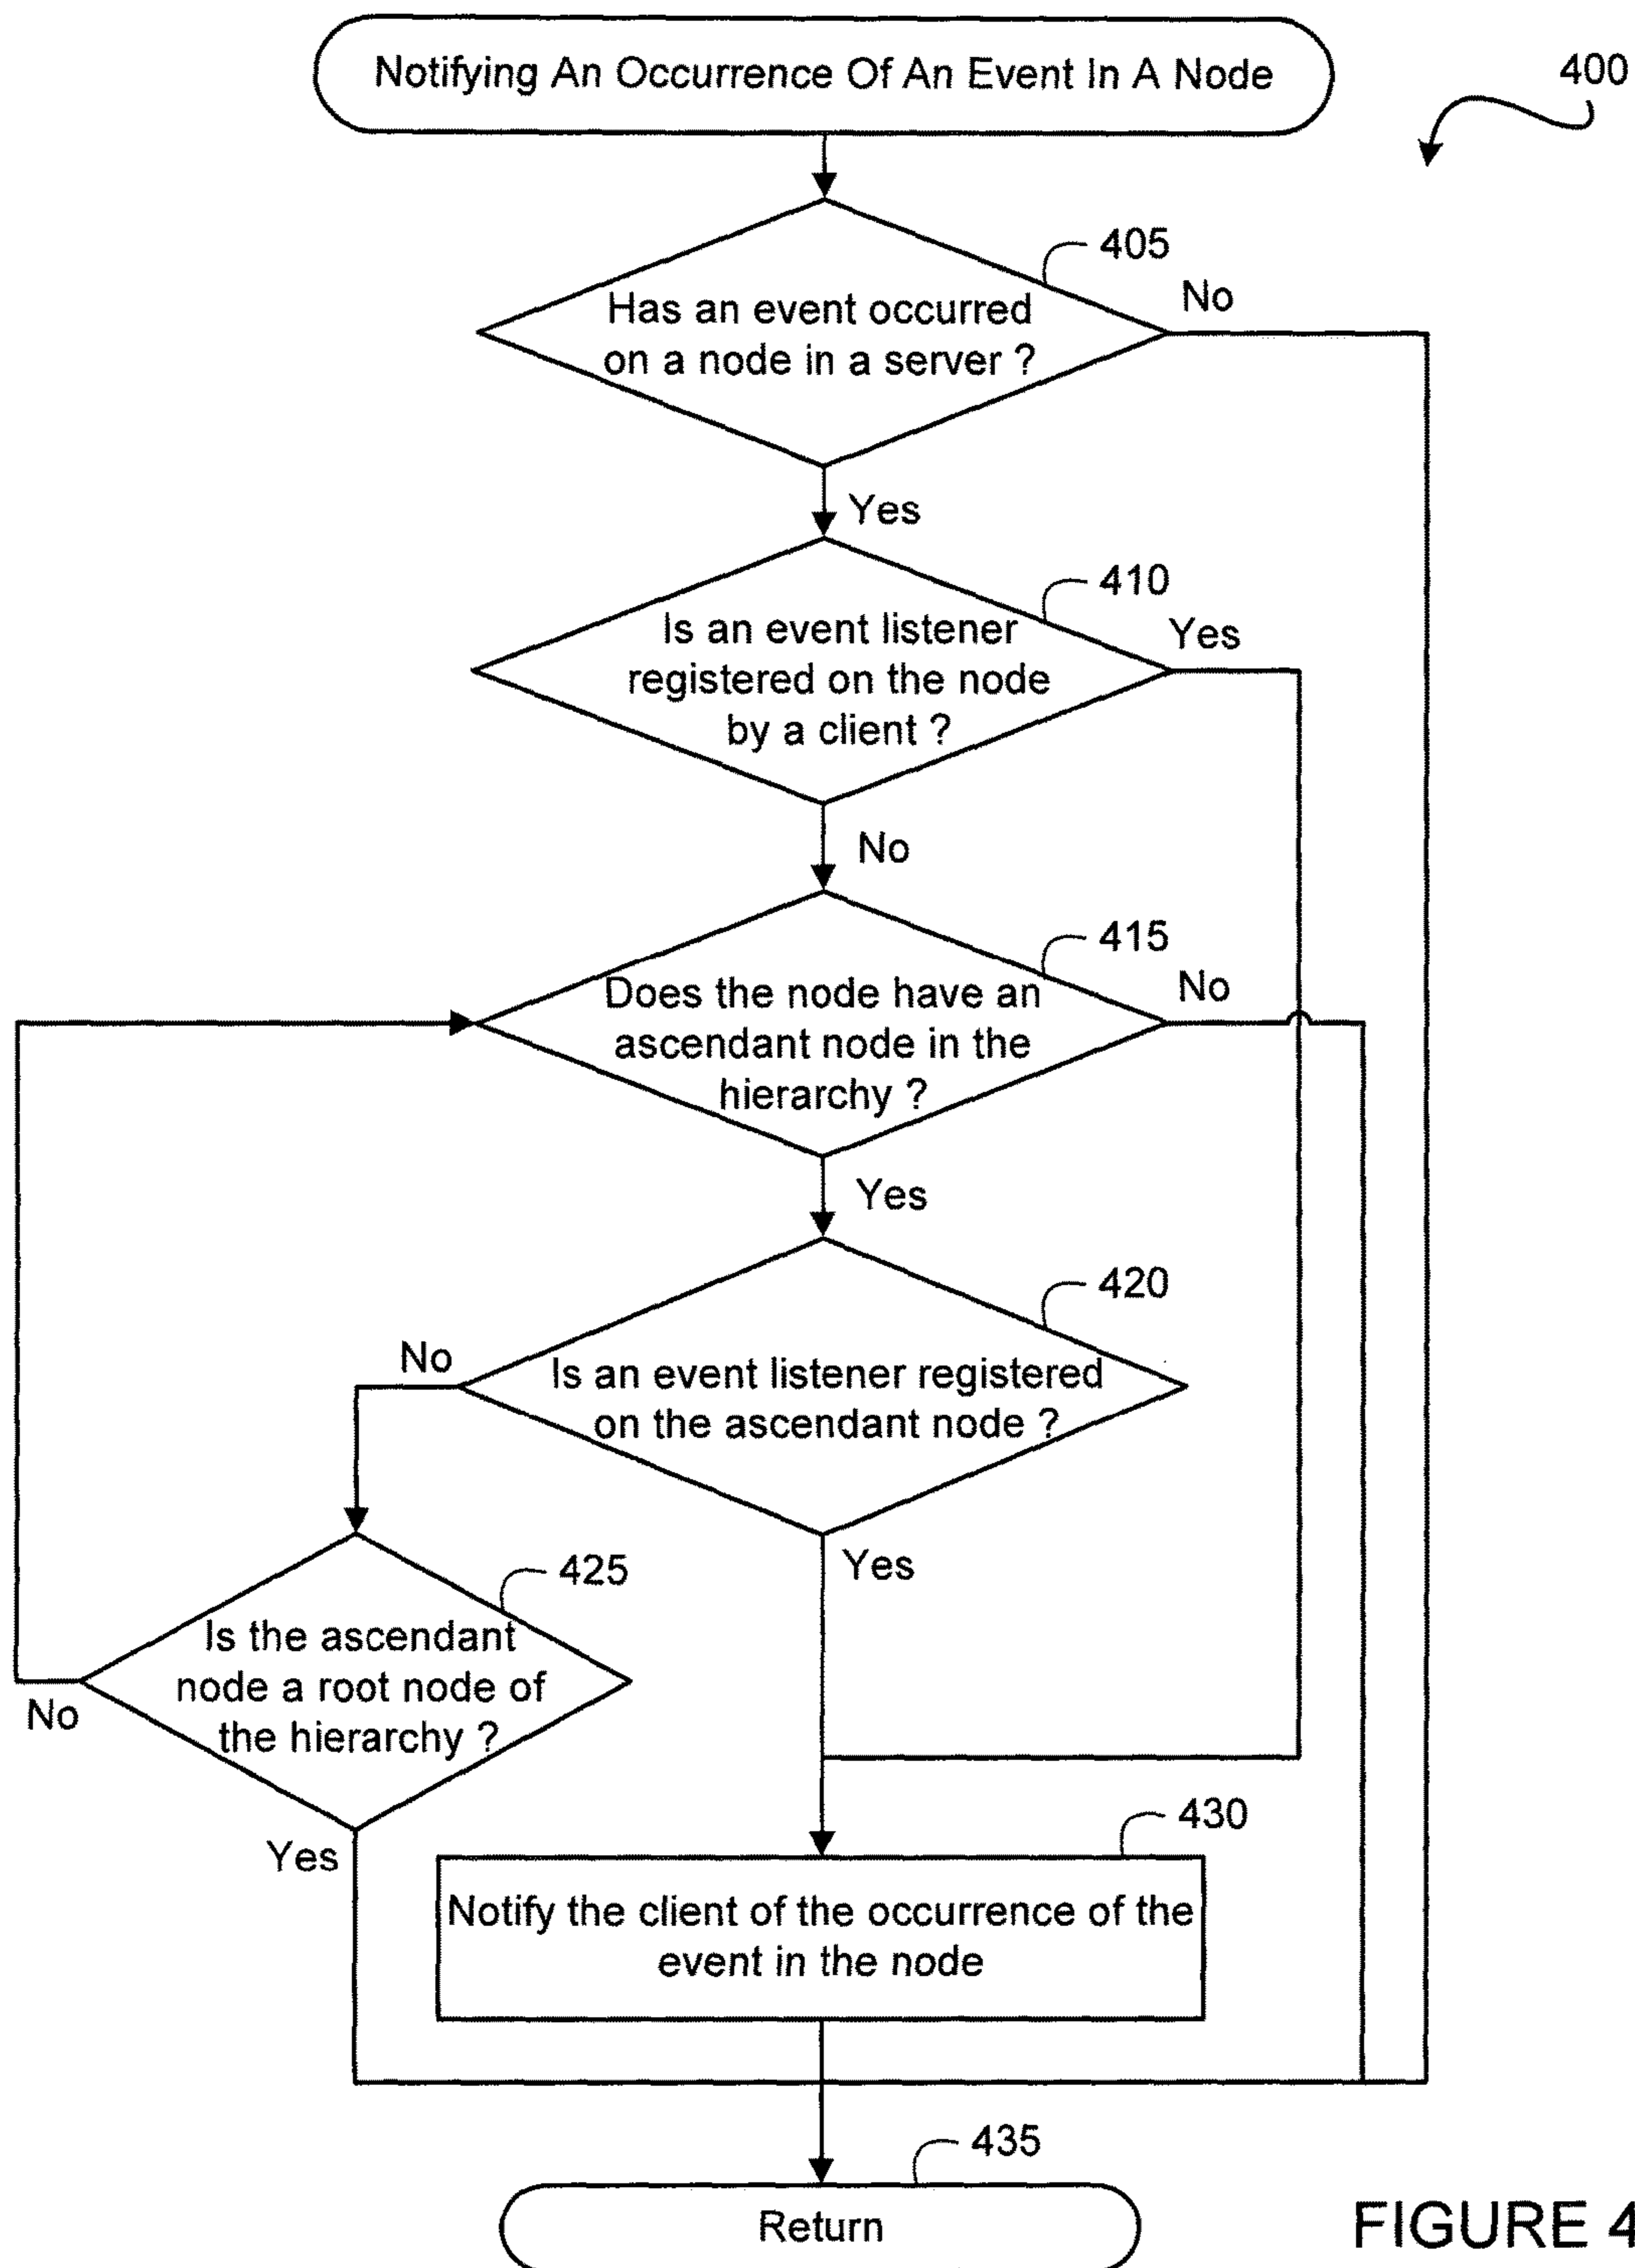 Notifying An Occurrence Of An Event In A Node
400
405
Has an event occurred
on a node in a server ?
No
Yes
410
Is an event listener
registered on the node
by a client ?
Yes
No
415
Does the node have an
ascendant node in the
hierarchy ?
No
Yes
420
No
Is an event listener registered
on the ascendant node ?
Yes
425
Is the ascendant
node a root node of
the hierarchy ?
No
Yes
430
Notify the client of the occurrence of the
event in the node
435
Return
FIGURE 4